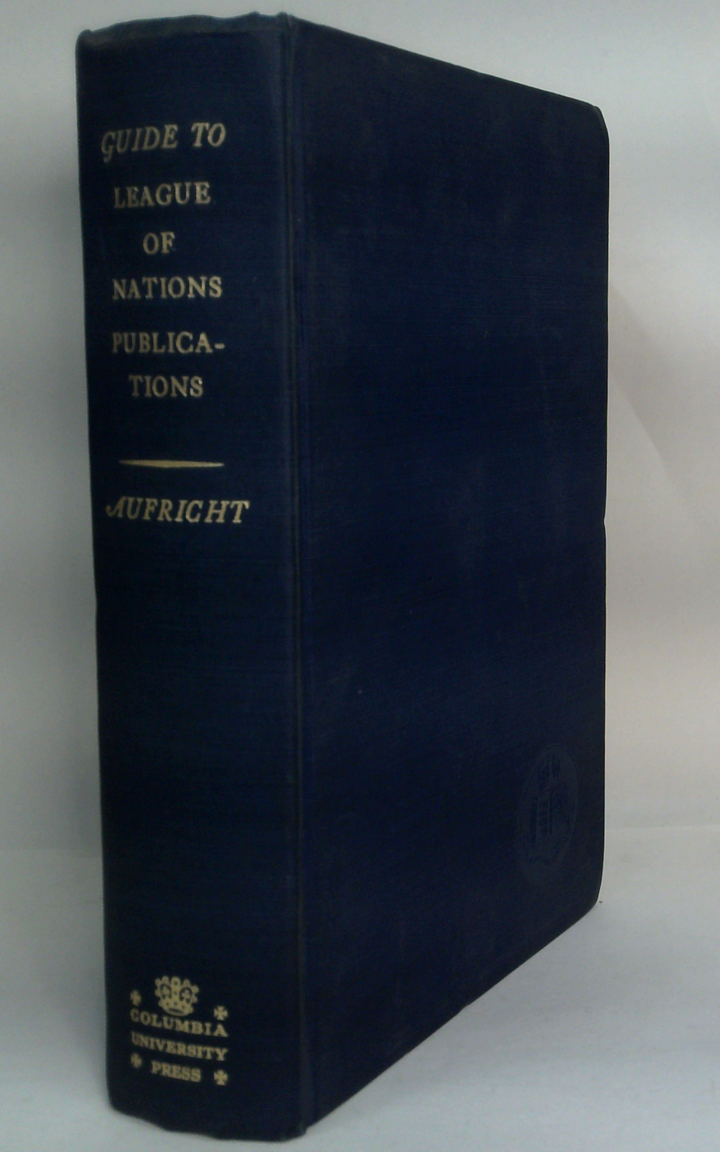 GUIDE TO
LEAGUE
OF
NATIONS
PUBLICA-
TIONS
AUFRICHT
COLUMBIA
UNIVERSITY
PRESS